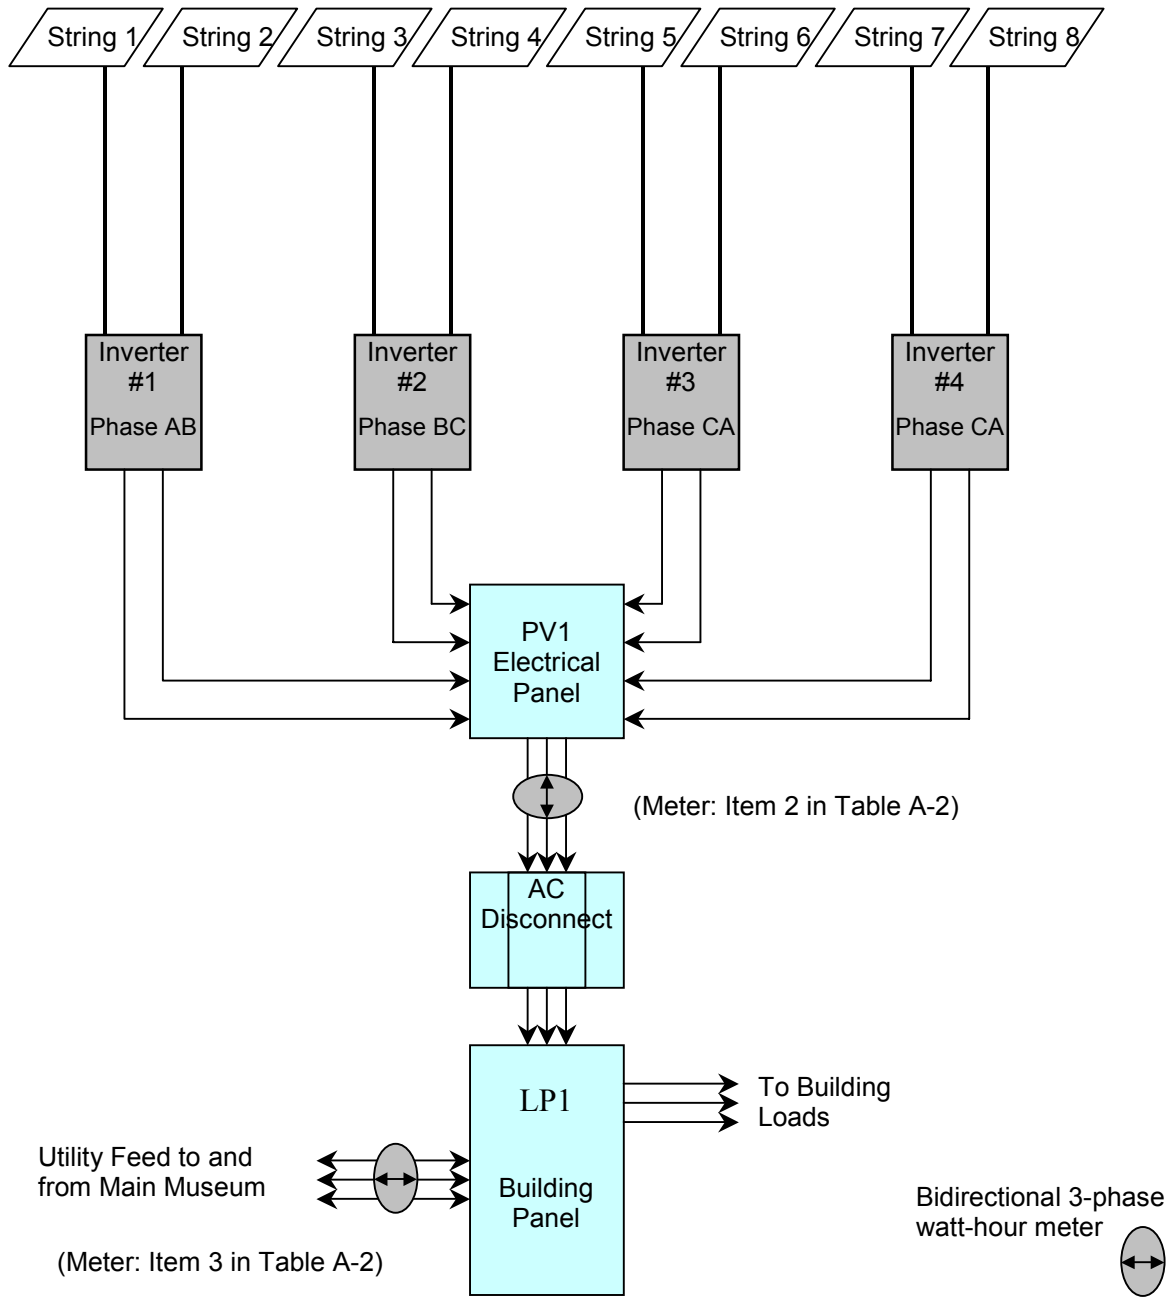 String 1 String 2 String 3 String 4 String 5 String 6 String 7 String 8
Inverter
#1
Phase AB
Inverter
#2
Phase BC
Inverter
#3
Phase CA
Inverter
#4
Phase CA
PV1
Electrical
Panel
(Meter: Item 2 in Table A-2)
AC
Disconnect
LP1
Building
Panel
To Building
Loads
Utility Feed to and
from Main Museum
(Meter: Item 3 in Table A-2)
Bidirectional 3-phase
watt-hour meter